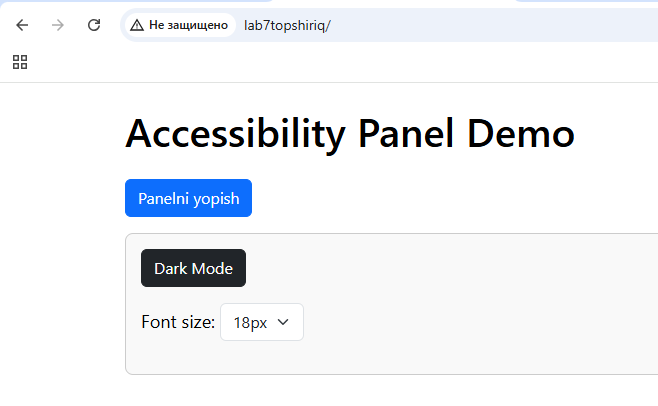 Не защищено lab7topshiriq/
Accessibility Panel Demo
Panelni yopish
Dark Mode
Font size: 18px